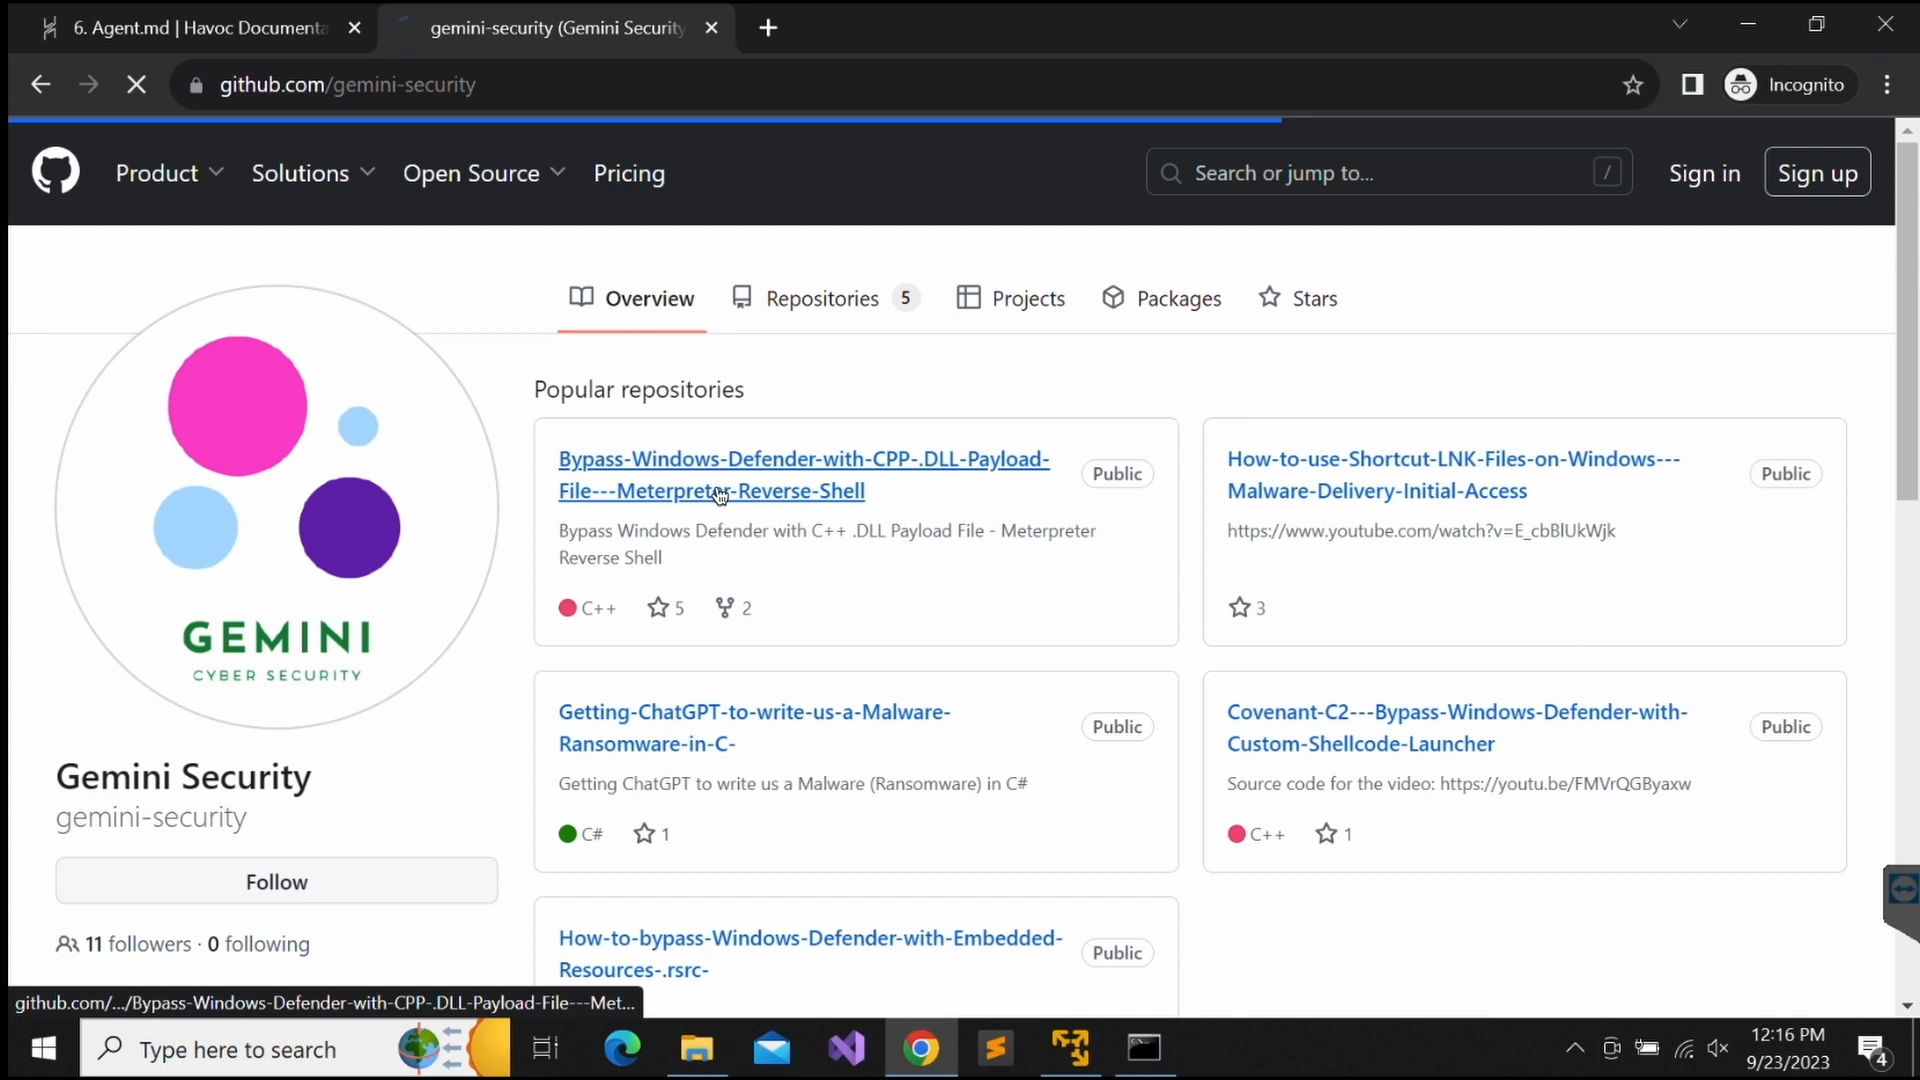 6. Agent.md | Havoc Documenta
gemini-security (Gemini Security
github.com/gemini-security
Incognito
Product
Solutions
Open Source
Pricing
Search or jump to...
/
Sign in
Sign up
Overview
Repositories 5
Projects
Packages
Stars
GEMINI
CYBER SECURITY
Gemini Security
gemini-security
Follow
11 followers · 0 following
Popular repositories
Bypass-Windows-Defender-with-CPP-.DLL-Payload-
File---Meterpreter-Reverse-Shell
Public
Bypass Windows Defender with C++ .DLL Payload File - Meterpreter
Reverse Shell
C++ 5 2
How-to-use-Shortcut-LNK-Files-on-Windows---
Malware-Delivery-Initial-Access
Public
https://www.youtube.com/watch?v=E_cbBlUkWjk
3
Getting-ChatGPT-to-write-us-a-Malware-
Ransomware-in-C-
Public
Getting ChatGPT to write us a Malware (Ransomware) in C#
C# 1
Covenant-C2---Bypass-Windows-Defender-with-
Custom-Shellcode-Launcher
Public
Source code for the video: https://youtu.be/FMVrQGByaxw
C++ 1
How-to-bypass-Windows-Defender-with-Embedded-
Resources-.rsrc-
Public
github.com/.../Bypass-Windows-Defender-with-CPP-.DLL-Payload-File---Met...
Type here to search
12:16 PM
9/23/2023
4